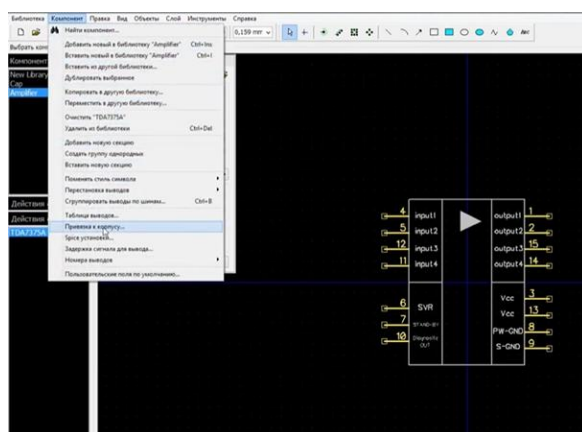 Библиотека Компонент Правка Вид Объекты Слой Инструменты Справка
0,159 mm
Выбрать ком
Компонент
New Library
Cap
Amplifier
Действия
Действия
TDA7375A
Найти компонент...
Добавить новый в библиотеку "Amplifier" Ctrl+Ins
Вставить новый в библиотеку "Amplifier" Ctrl+I
Вставить из другой библиотеки...
Дублировать выбранное
Копировать в другую библиотеку...
Переместить в другую библиотеку...
Очистить "TDA7375A"
Удалить из библиотеки Ctrl+Del
Добавить новую секцию
Создать группу однородных
Вставить новую секцию
Поменять стиль символа
Перестановка выводов
Сгруппировать выводы по шинам... Ctrl+B
Таблица выводов...
Привязка к корпусу...
Spice установки...
Задержка сигнала для вывода...
Номера выводов
Пользовательские поля по умолчанию...
4 input1 output1 1
5 input2 output2 2
12 input3 output3 15
11 input4 output4 14
6 SVR Vcc 3
7 STAND-BY Vcc 13
10 Diagnostic OUT PW-GND 8
S-GND 9